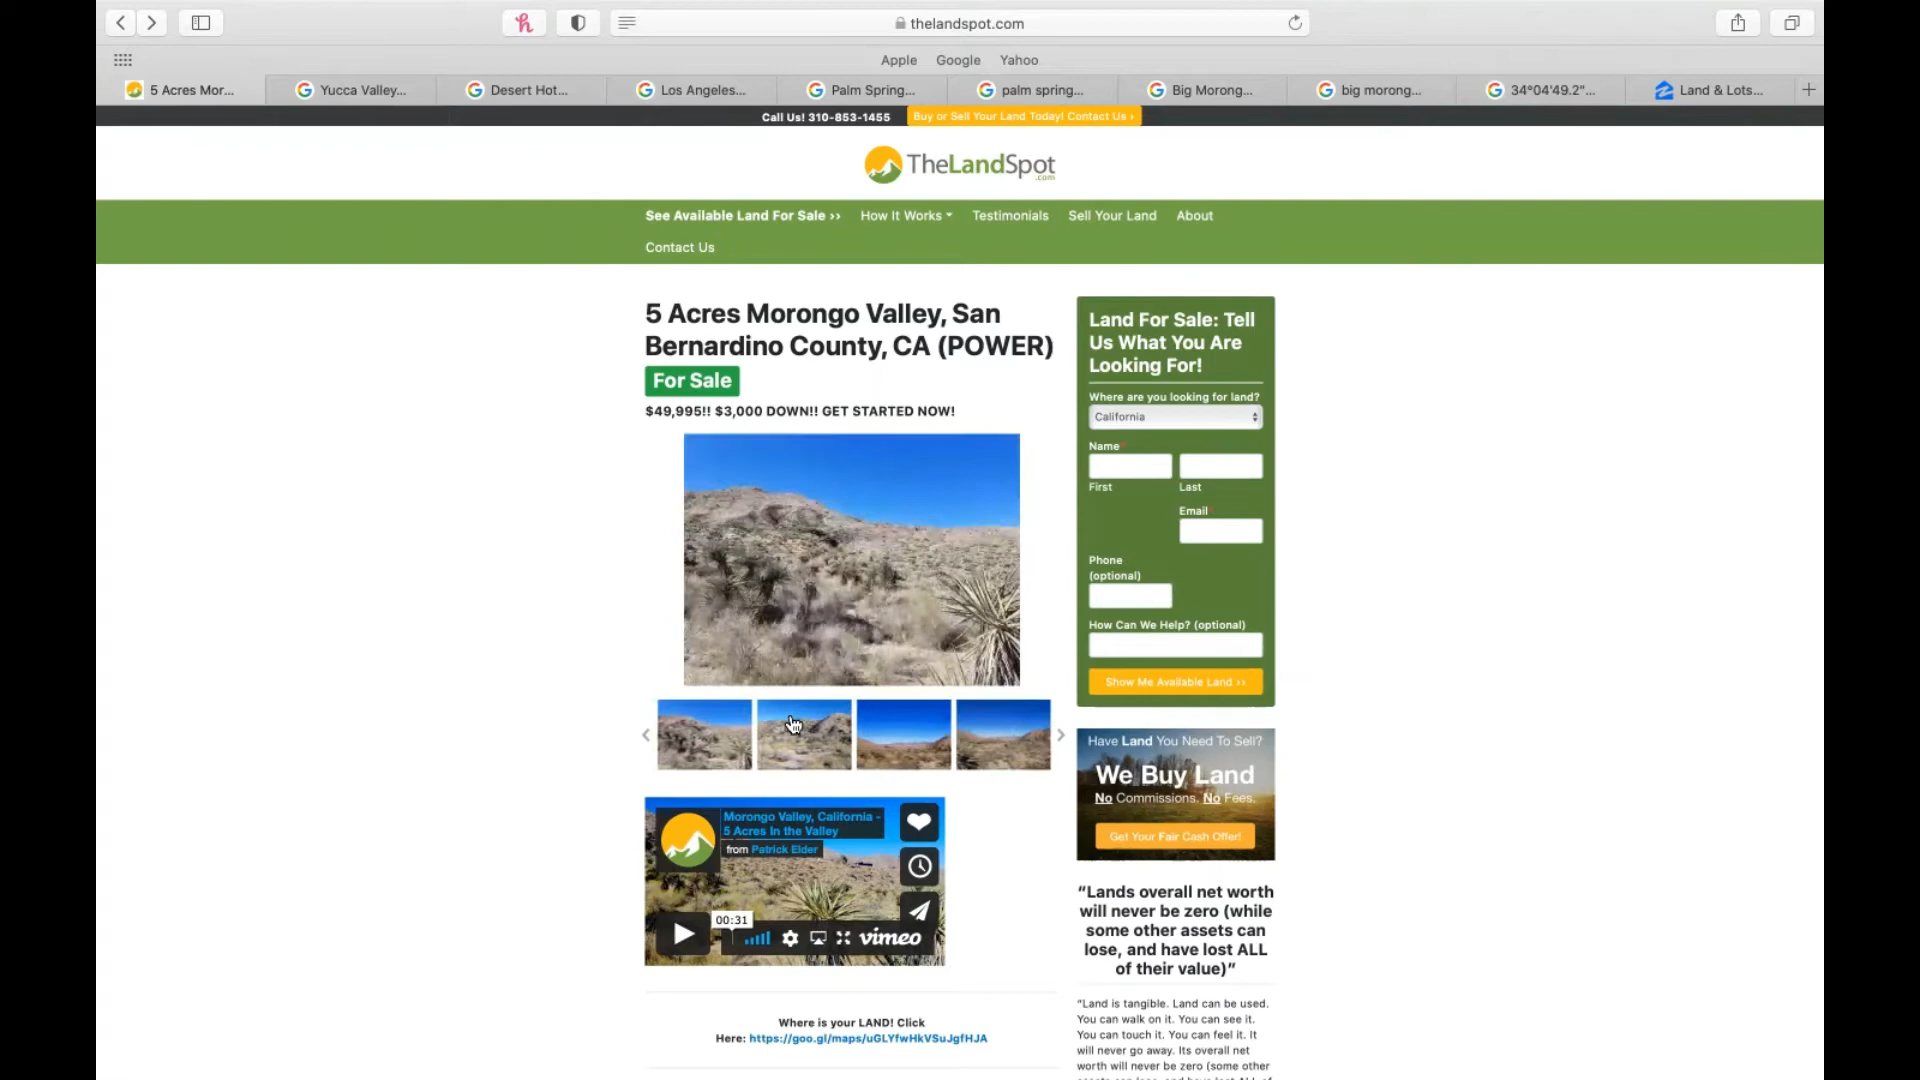 thelandspot.com
Apple Google Yahoo
5 Acres Mor... Yucca Valley... Desert Hot... Los Angeles... Palm Spring... palm spring... Big Morong... big morong... 34°04'49.2"... Land & Lots...
Call Us! 310-853-1455 Buy or Sell Your Land Today! Contact Us ›
TheLandSpot
.com
See Available Land For Sale ›› How It Works Testimonials Sell Your Land About
Contact Us
5 Acres Morongo Valley, San
Bernardino County, CA (POWER)
For Sale
$49,995!! $3,000 DOWN!! GET STARTED NOW!
Morongo Valley, California -
5 Acres In the Valley
from Patrick Elder
00:31
vimeo
Where is your LAND! Click
Here: https://goo.gl/maps/uGLYfwHkVSuJgfHJA
Land For Sale: Tell
Us What You Are
Looking For!
Where are you looking for land?
California
Name*
First Last
Email*
Phone
(optional)
How Can We Help? (optional)
Show Me Available Land ››
Have Land You Need To Sell?
We Buy Land
No Commissions. No Fees.
Get Your Fair Cash Offer!
“Lands overall net worth
will never be zero (while
some other assets can
lose, and have lost ALL
of their value)”
“Land is tangible. Land can be used.
You can walk on it. You can see it.
You can touch it. You can feel it. It
will never go away. Its overall net
worth will never be zero (some other
assets can lose, and have lost ALL of